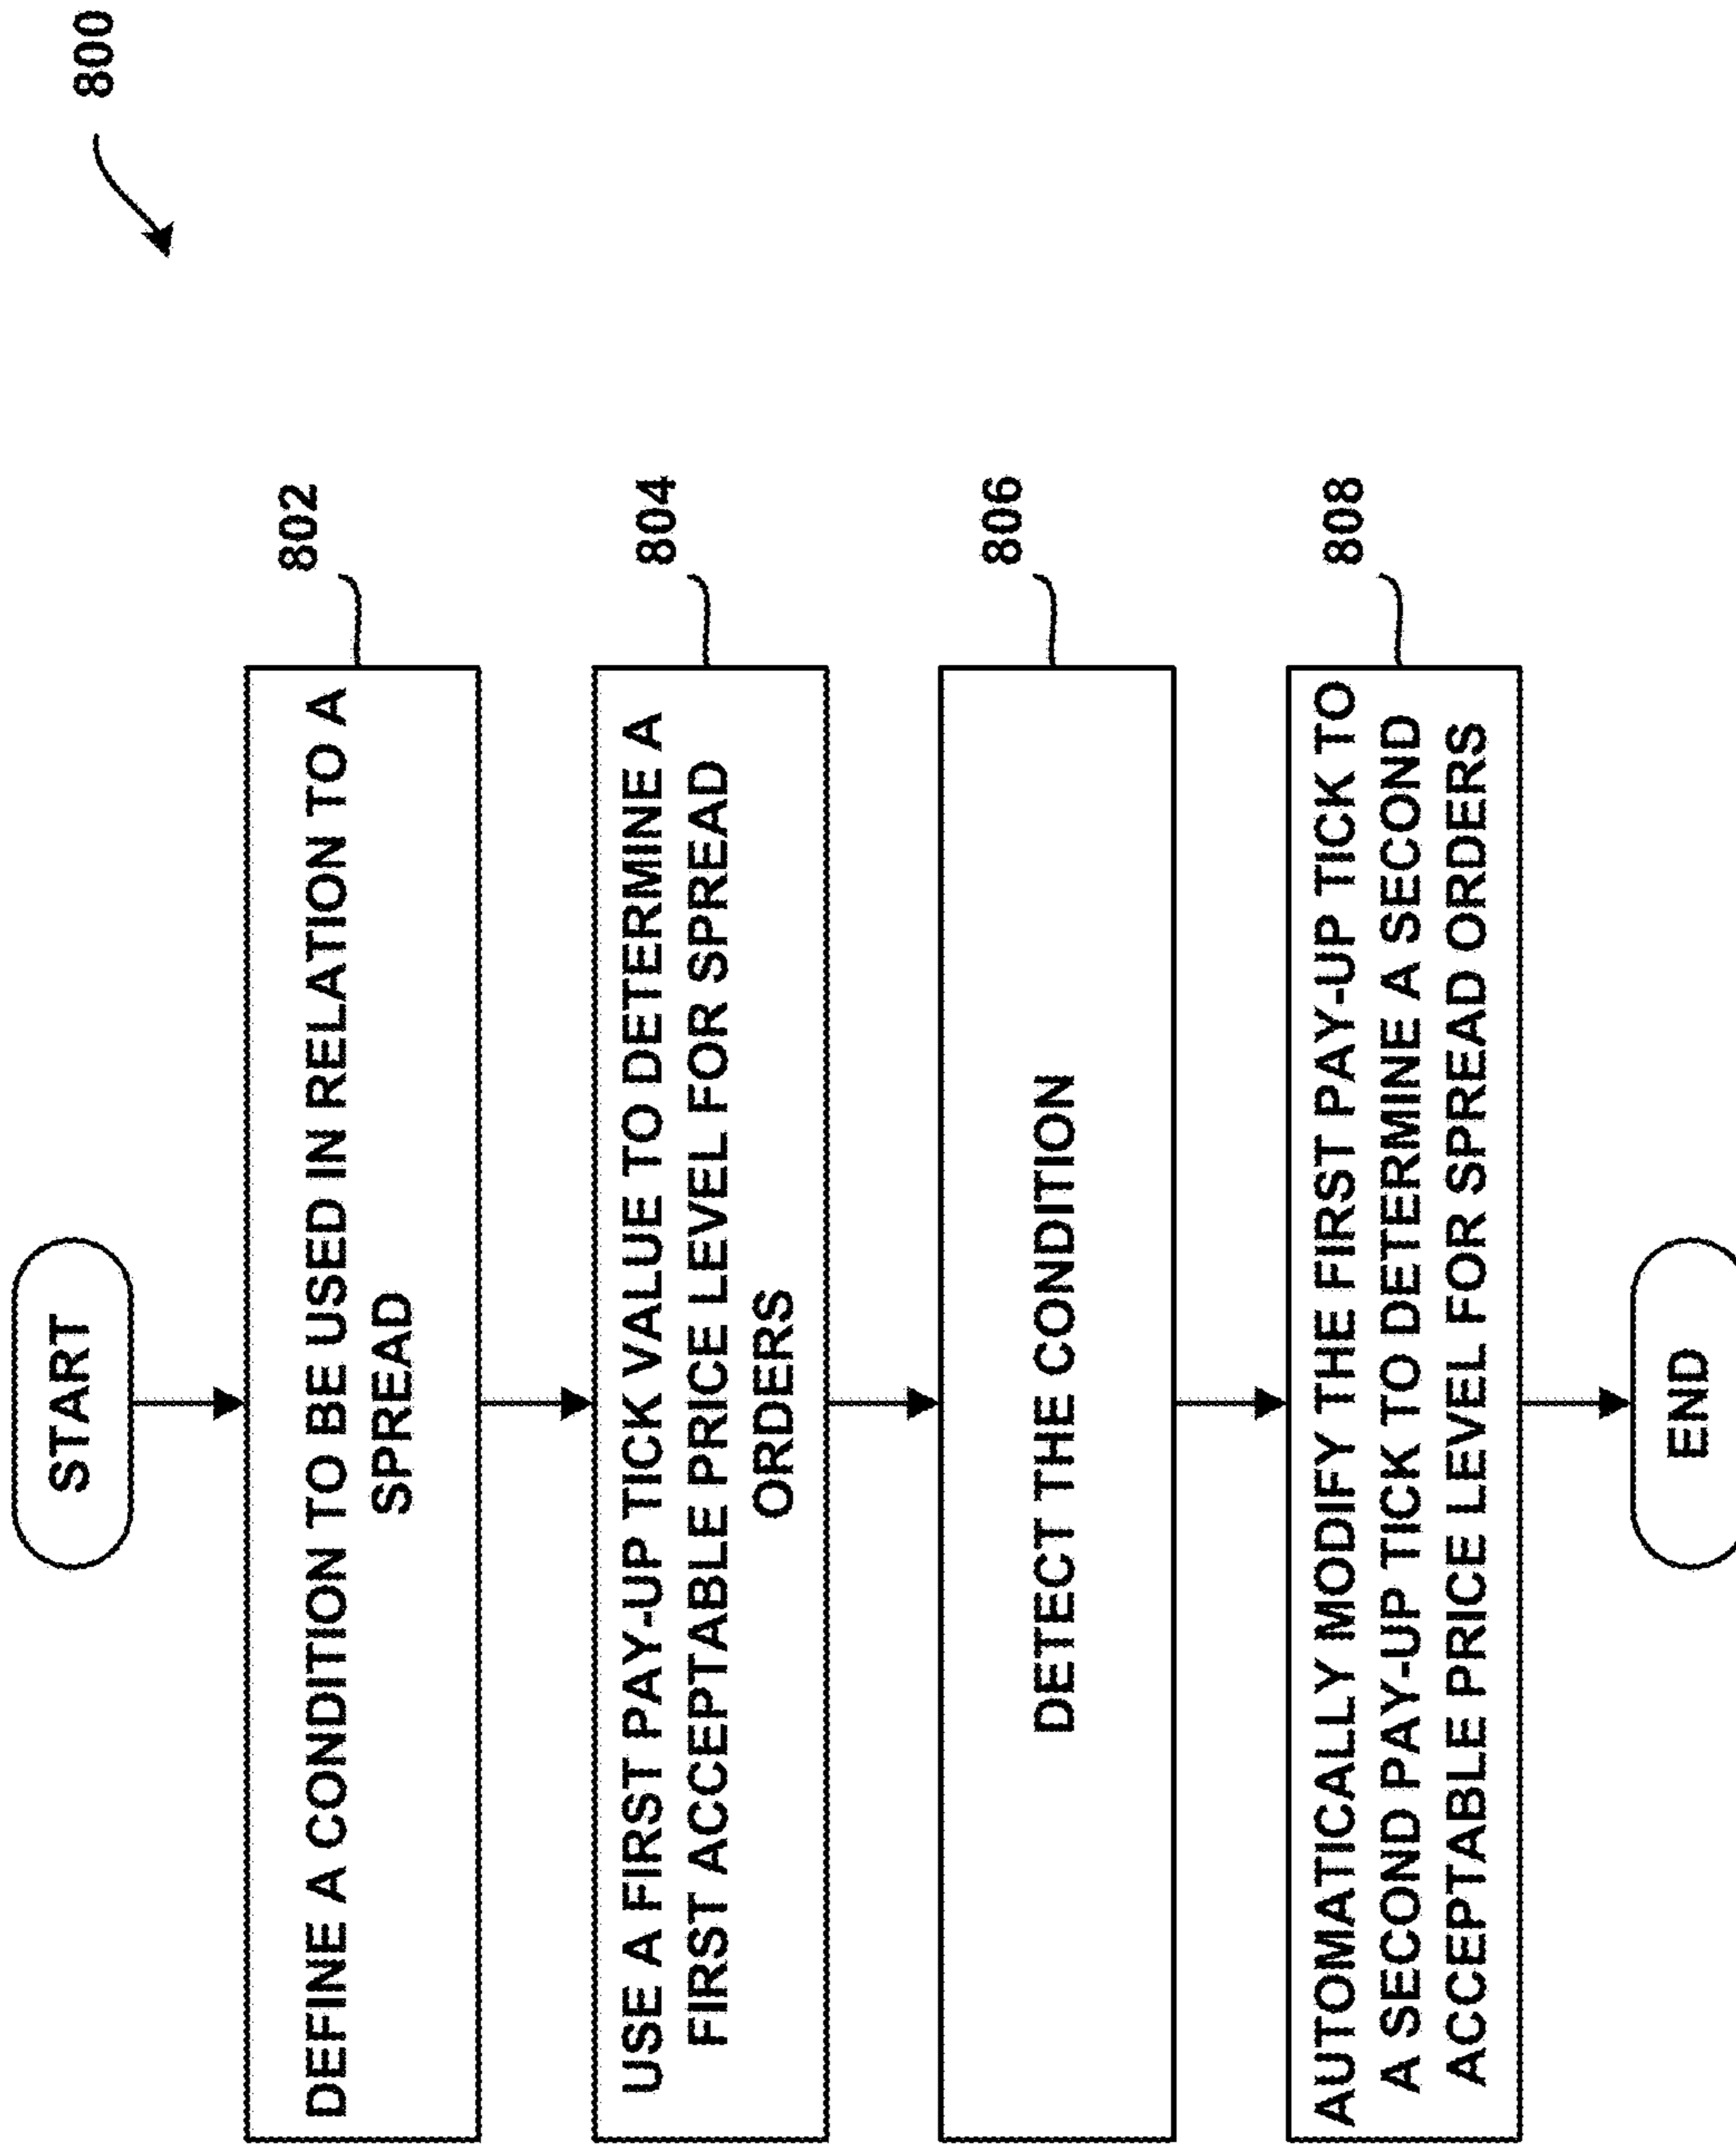 800
START
DEFINE A CONDITION TO BE USED IN RELATION TO A
SPREAD
802
USE A FIRST PAY-UP TICK VALUE TO DETERMINE A
FIRST ACCEPTABLE PRICE LEVEL FOR SPREAD
ORDERS
804
DETECT THE CONDITION
806
AUTOMATICALLY MODIFY THE FIRST PAY-UP TICK TO
A SECOND PAY-UP TICK TO DETERMINE A SECOND
ACCEPTABLE PRICE LEVEL FOR SPREAD ORDERS
808
END